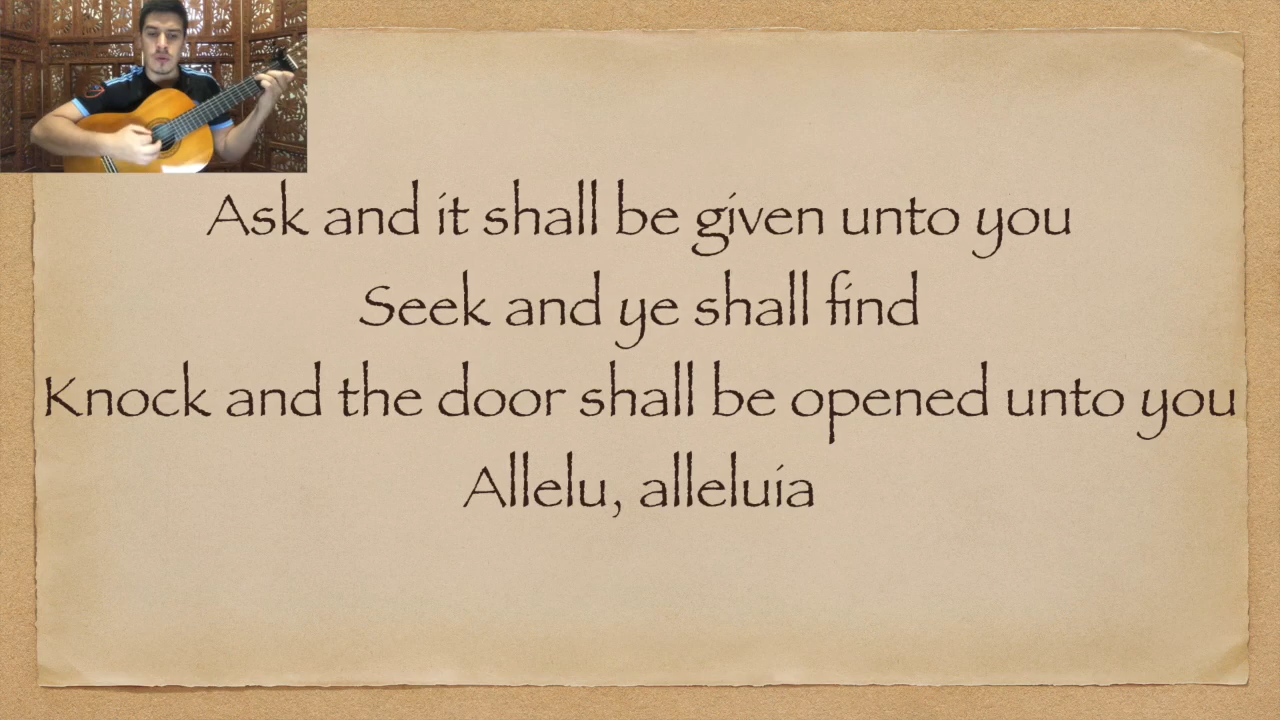 Ask and it shall be given unto you
Seek and ye shall find
Knock and the door shall be opened unto you
Allelu, alleluia